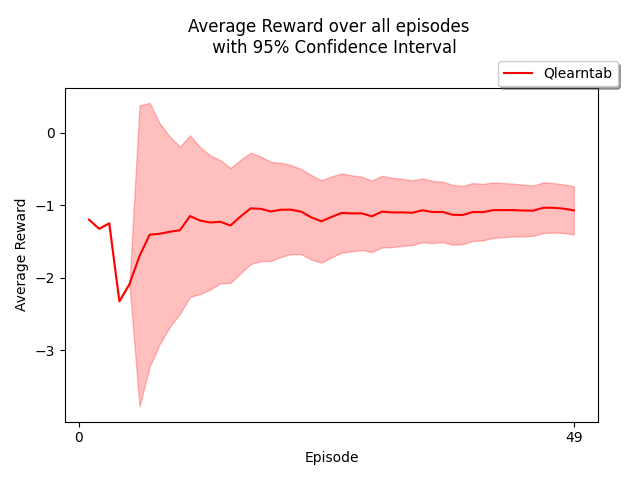 Average Reward over all episodes
with 95% Confidence Interval
Qlearntab
0
−1
−2
−3
Average Reward
0
49
Episode